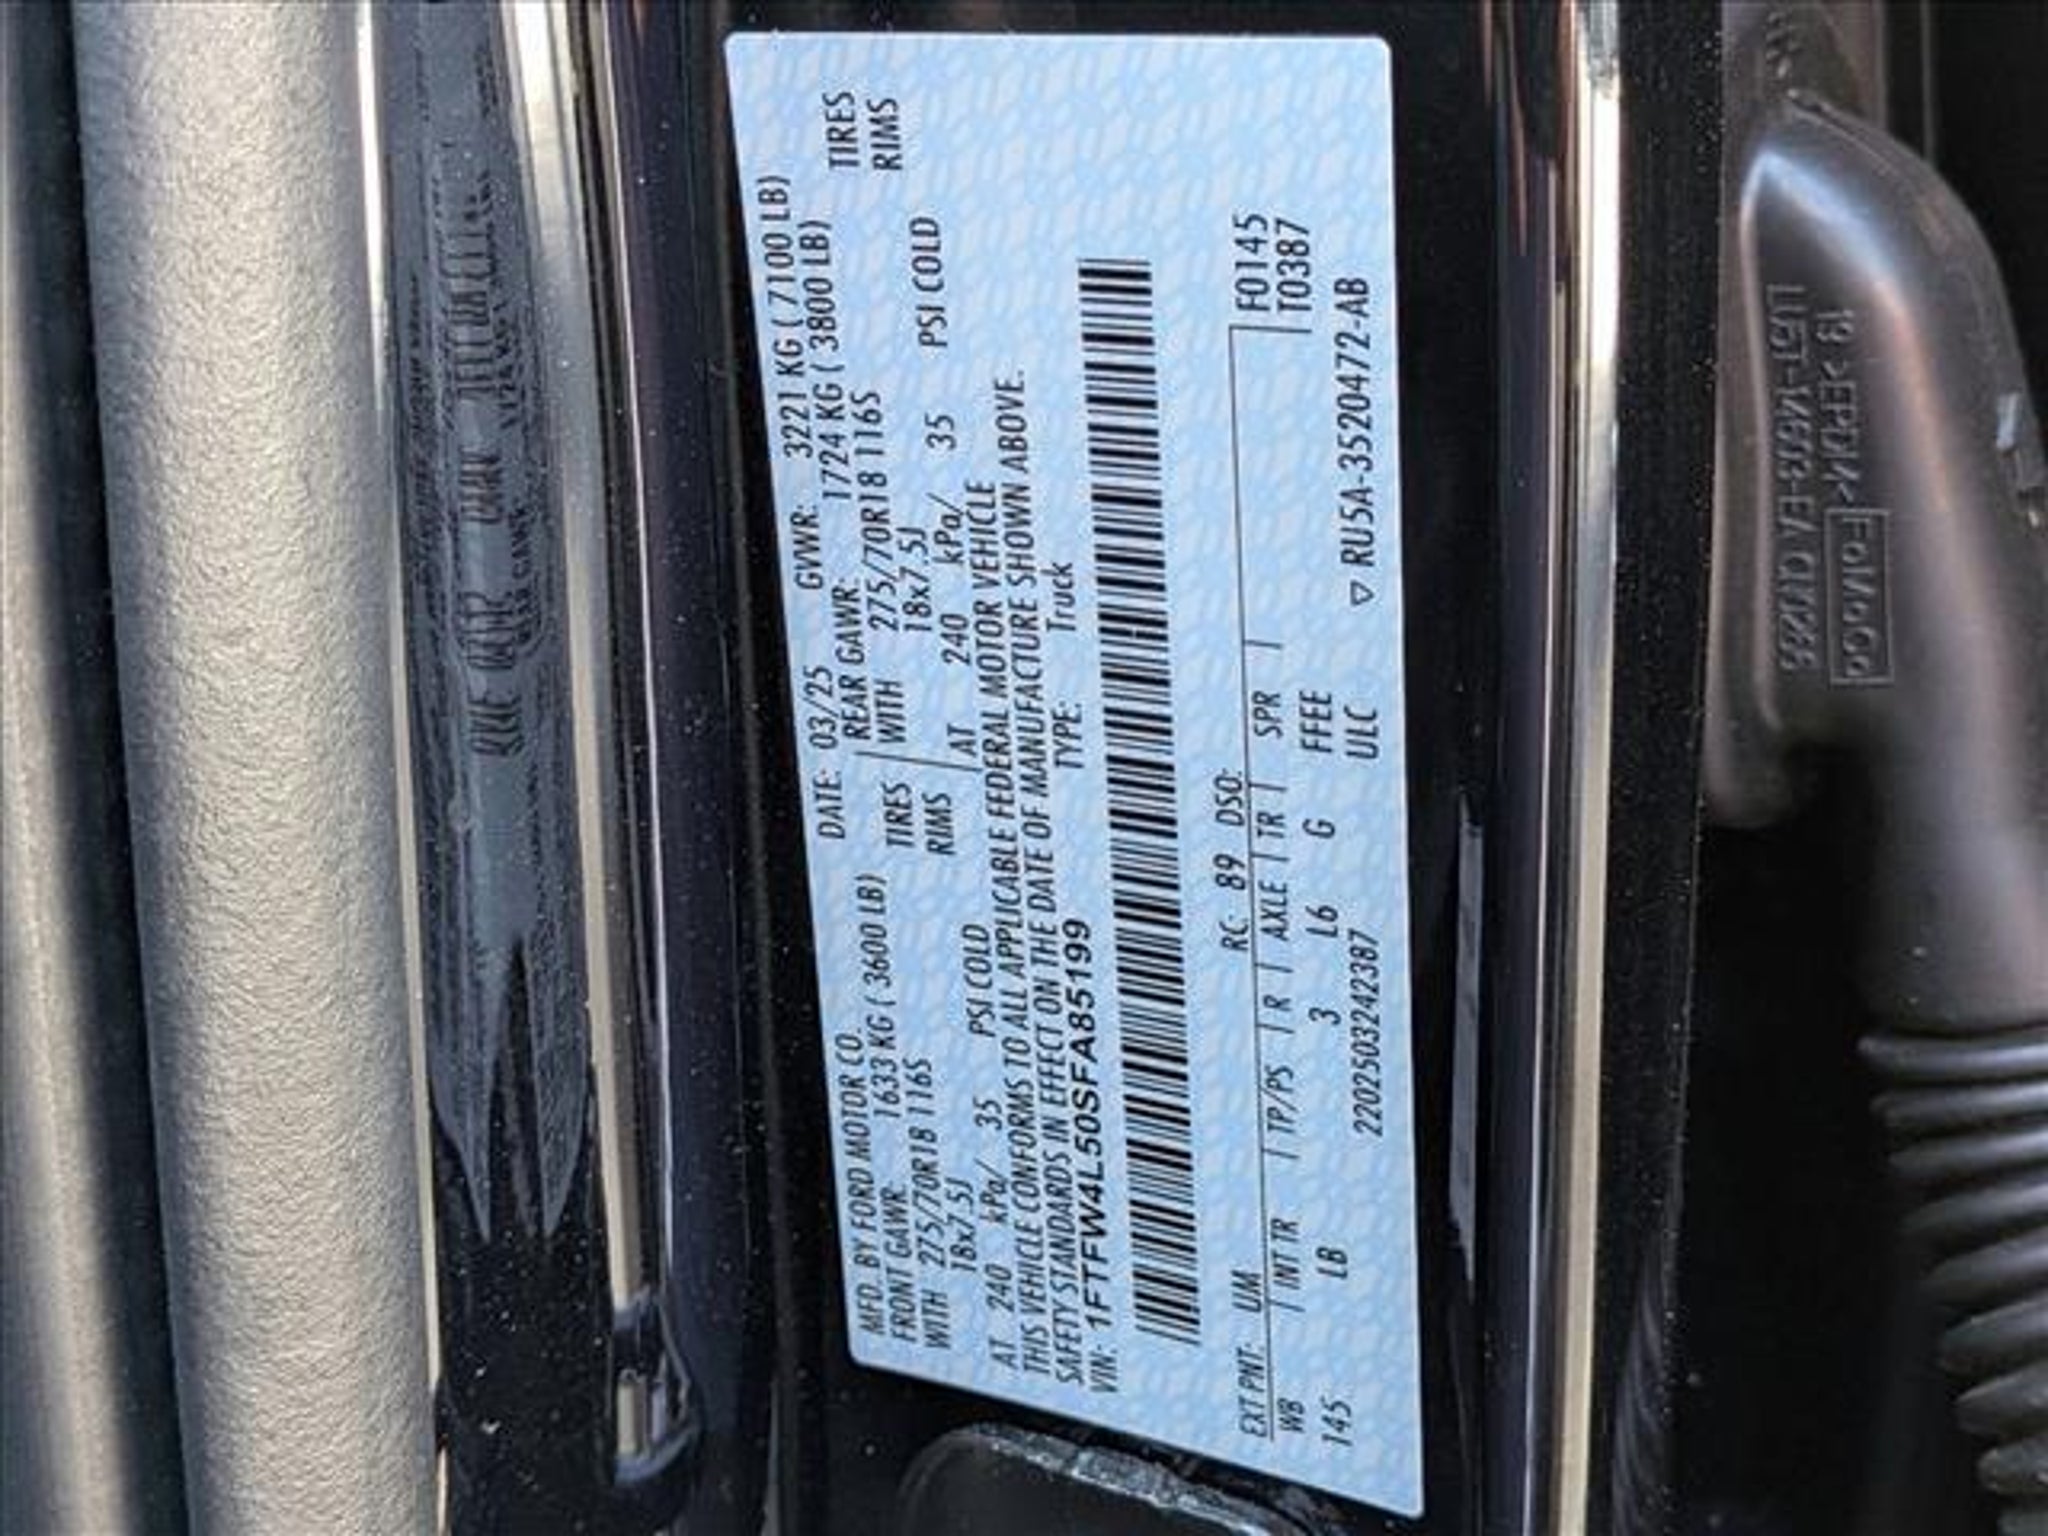 MFD. BY FORD MOTOR CO. DATE: 03/25 GVWR: 3221 KG ( 7100 LB)
FRONT GAWR: 1633 KG ( 3600 LB) REAR GAWR: 1724 KG ( 3800 LB)
WITH 275/70R18 116S TIRES WITH 275/70R18 116S TIRES
18x7.5J RIMS 18x7.5J RIMS
AT 240 kPa/ 35 PSI COLD AT 240 kPa/ 35 PSI COLD
THIS VEHICLE CONFORMS TO ALL APPLICABLE FEDERAL MOTOR VEHICLE
SAFETY STANDARDS IN EFFECT ON THE DATE OF MANUFACTURE SHOWN ABOVE.
VIN: 1FTFW4L50SFA85199 TYPE: Truck
EXT PNT: UM RC: 89 DSO: F0145
WB INT TR TP/PS R AXLE TR SPR T0387
145 LB 3 L6 G FFEE
2202503242387 ULC ▽ RU5A-3520472-AB
FoMoCo